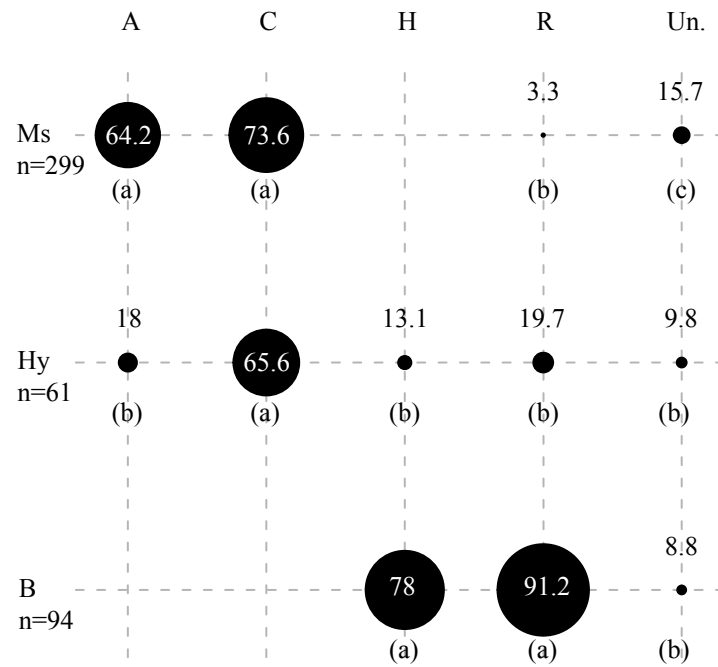 A C H R Un.
3.3 15.7
Ms 64.2 73.6
n=299
(a) (a) (b) (c)
18 13.1 19.7 9.8
Hy 65.6
n=61
(b) (a) (b) (b) (b)
8.8
B 78 91.2
n=94
(a) (a) (b)